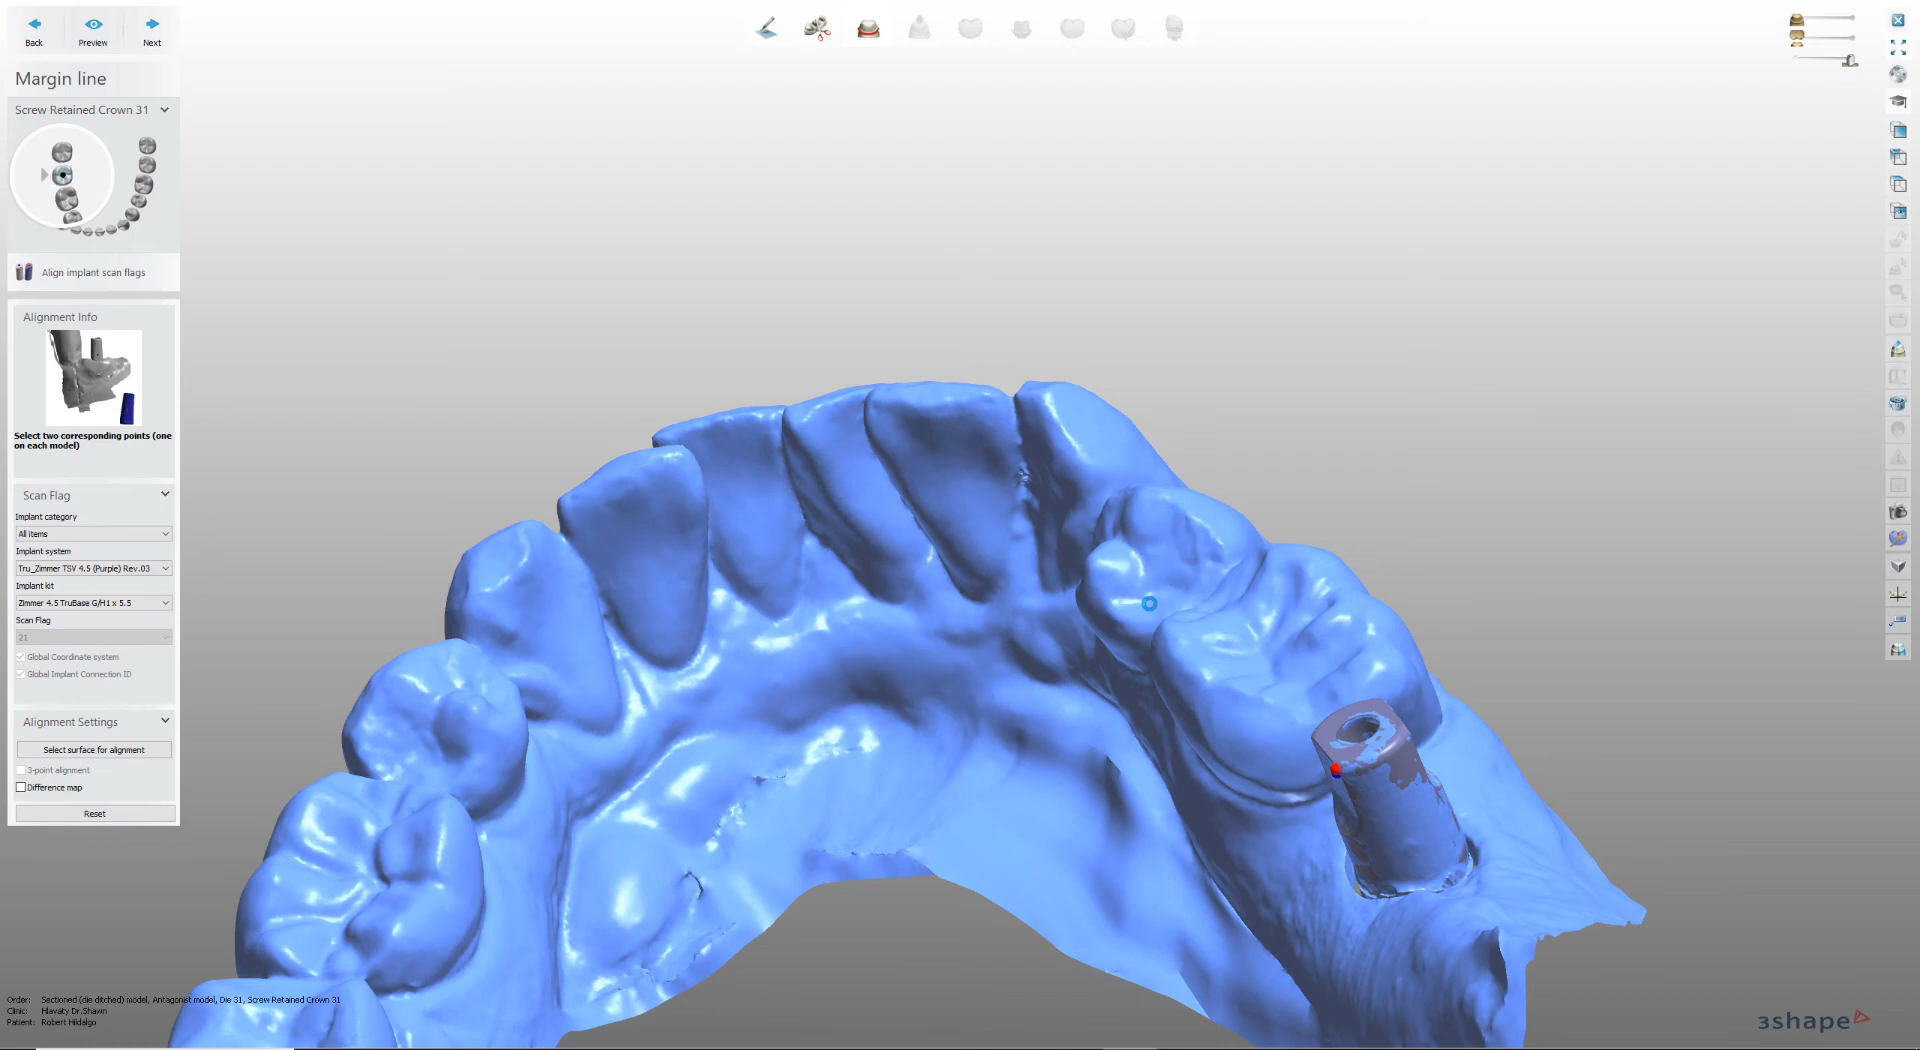 Back
Preview
Next
Margin line
Screw Retained Crown 31
Align implant scan flags
Alignment Info
Select two corresponding points (one
on each model)
Scan Flag
Implant category
All items
Implant system
Tru_Zimmer TSV 4.5 (Purple) Rev.03
Implant kit
Zimmer 4.5 TruBase G/H1 x 5.5
Scan Flag
21
Global Coordinate system
Global Implant Connection ID
Alignment Settings
Select surface for alignment
3-point alignment
Difference map
Reset
Order: Sectioned (die ditched) model, Antagonist model, Die 31, Screw Retained Crown 31
Clinic: Hlavaty Dr.Shawn
Patient: Robert Hildalgo
3shape